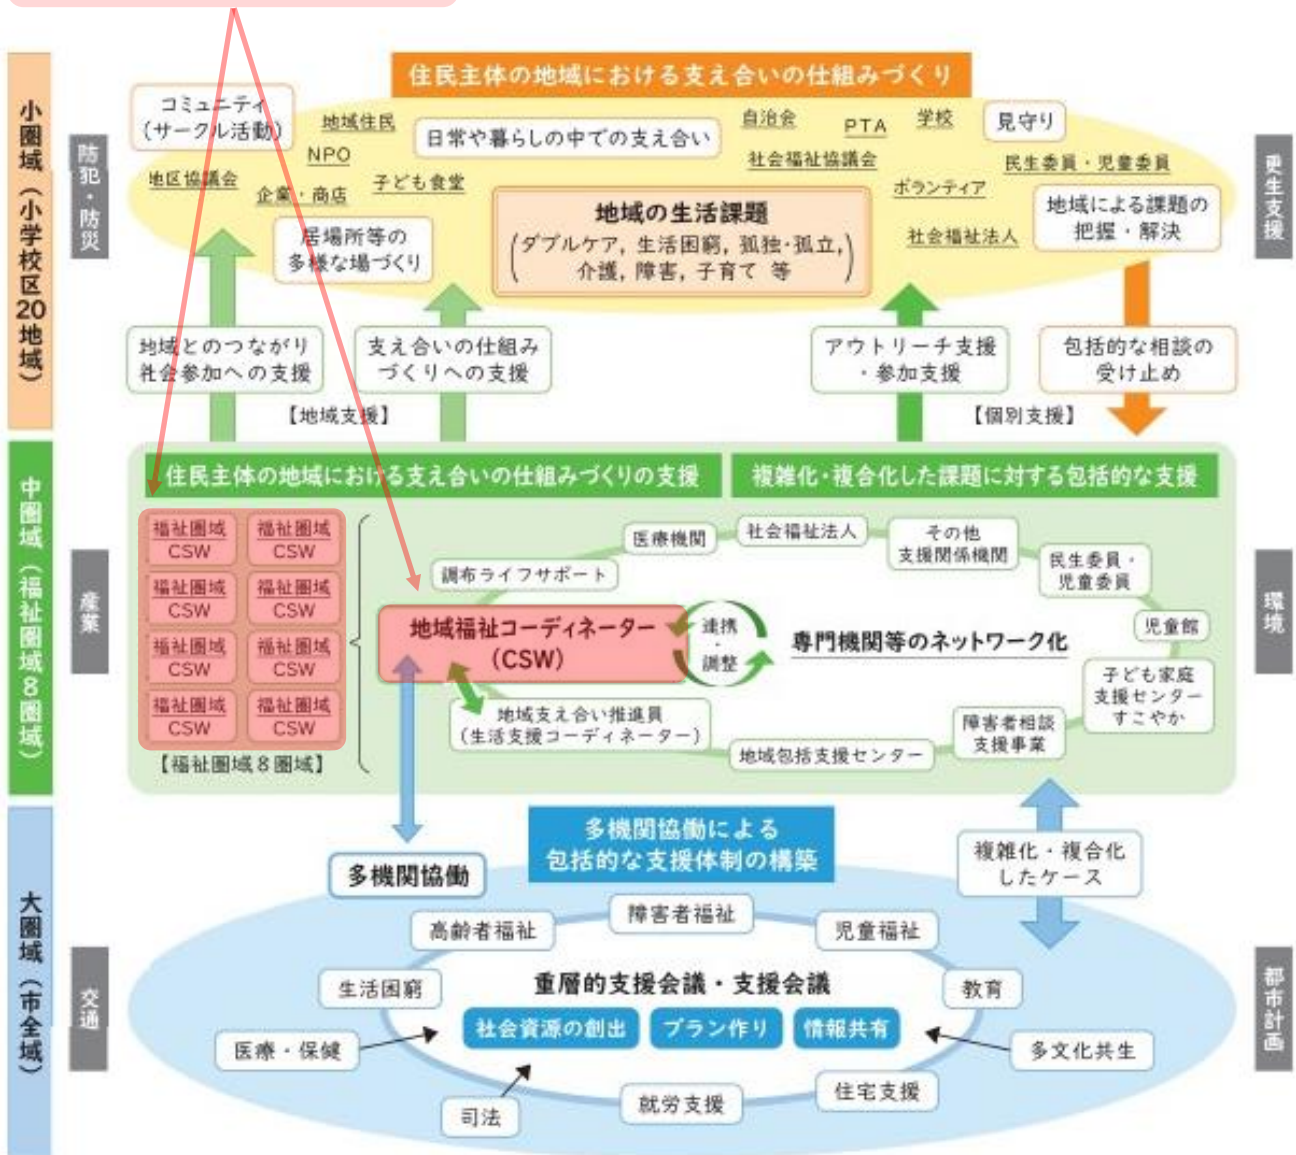 住民主体の地域における支え合いの仕組みづくり
小圏域（小学校区20地域）
防犯・防災
更生支援
コミュニティ
（サークル活動）
地域住民
NPO
地区協議会
企業・商店
子ども食堂
日常や暮らしの中での支え合い
自治会
PTA
学校
見守り
社会福祉協議会
民生委員・児童委員
ボランティア
社会福祉法人
地域による課題の
把握・解決
居場所等の
多様な場づくり
地域の生活課題
（ダブルケア, 生活困窮, 孤独・孤立,
介護, 障害, 子育て 等）
地域とのつながり
社会参加への支援
支え合いの仕組み
づくりへの支援
アウトリーチ支援
・参加支援
包括的な相談の
受け止め
【地域支援】
【個別支援】
中圏域（福祉圏域8圏域）
産業
環境
住民主体の地域における支え合いの仕組みづくりの支援
複雑化・複合化した課題に対する包括的な支援
福祉圏域
CSW
福祉圏域
CSW
福祉圏域
CSW
福祉圏域
CSW
福祉圏域
CSW
福祉圏域
CSW
福祉圏域
CSW
福祉圏域
CSW
【福祉圏域8圏域】
調布ライフサポート
医療機関
社会福祉法人
その他
支援関係機関
民生委員・
児童委員
児童館
子ども家庭
支援センター
すこやか
障害者相談
支援事業
地域包括支援センター
地域支え合い推進員
（生活支援コーディネーター）
地域福祉コーディネーター
（CSW）
連携
・
調整
専門機関等のネットワーク化
大圏域（市全域）
交通
都市計画
多機関協働による
包括的な支援体制の構築
多機関協働
複雑化・複合化
したケース
高齢者福祉
障害者福祉
児童福祉
生活困窮
教育
重層的支援会議・支援会議
社会資源の創出
プラン作り
情報共有
医療・保健
多文化共生
司法
就労支援
住宅支援